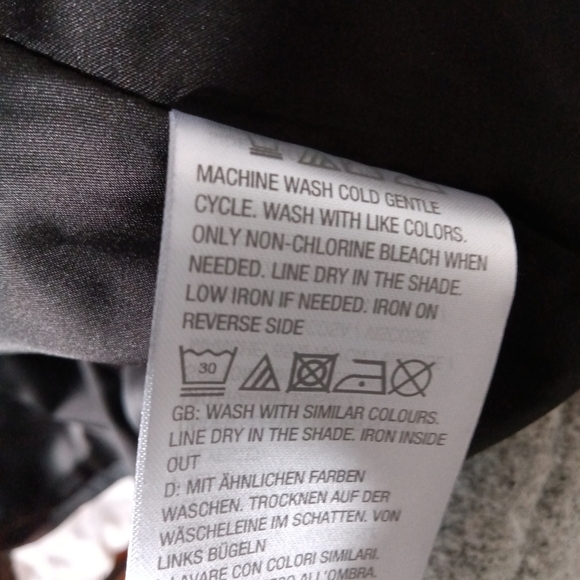 MACHINE WASH COLD GENTLE
CYCLE. WASH WITH LIKE COLORS.
ONLY NON-CHLORINE BLEACH WHEN
NEEDED. LINE DRY IN THE SHADE.
LOW IRON IF NEEDED. IRON ON
REVERSE SIDE
30
GB: WASH WITH SIMILAR COLOURS.
LINE DRY IN THE SHADE. IRON INSIDE
OUT
D: MIT ÄHNLICHEN FARBEN
WASCHEN. TROCKNEN AUF DER
WÄSCHELEINE IM SCHATTEN. VON
LINKS BÜGELN
LAVARE CON COLORI SIMILARI.
ALL'OMBRA.